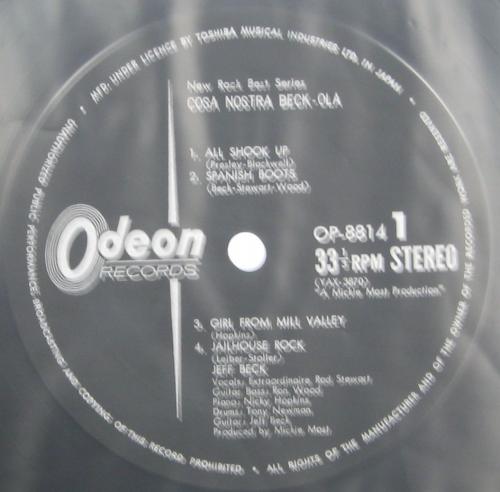 MFD. UNDER LICENCE BY TOSHIBA MUSICAL INDUSTRIES LTD. IN JAPAN •
New Rock Best Series
COSA NOSTRA BECK-OLA
1. ALL SHOOK UP
(Presley-Blackwell)
2. SPANISH BOOTS
(Beck-Stewart-Wood)
Odeon
RECORDS
OP-8814 1
33 1/3 RPM STEREO
(YAX-3870)
"A Mickie Most Production"
3. GIRL FROM MILL VALLEY
(Hopkins)
4. JAILHOUSE ROCK
(Leiber-Stoller)
JEFF BECK
Vocals: Extraordinaire, Rod Stewart,
Guitar Bass: Ron Wood,
Piano: Nicky Hopkins,
Drums: Tony Newman,
Guitar: Jeff Beck
Produced by Mickie Most.
• ALL RIGHTS OF THE MANUFACTURER AND OF THE OWNER OF THE RECORDED WORK ARE RESERVED
• UNAUTHORIZED PUBLIC PERFORMANCE, BROADCASTING AND COPYING OF THIS RECORD PROHIBITED.